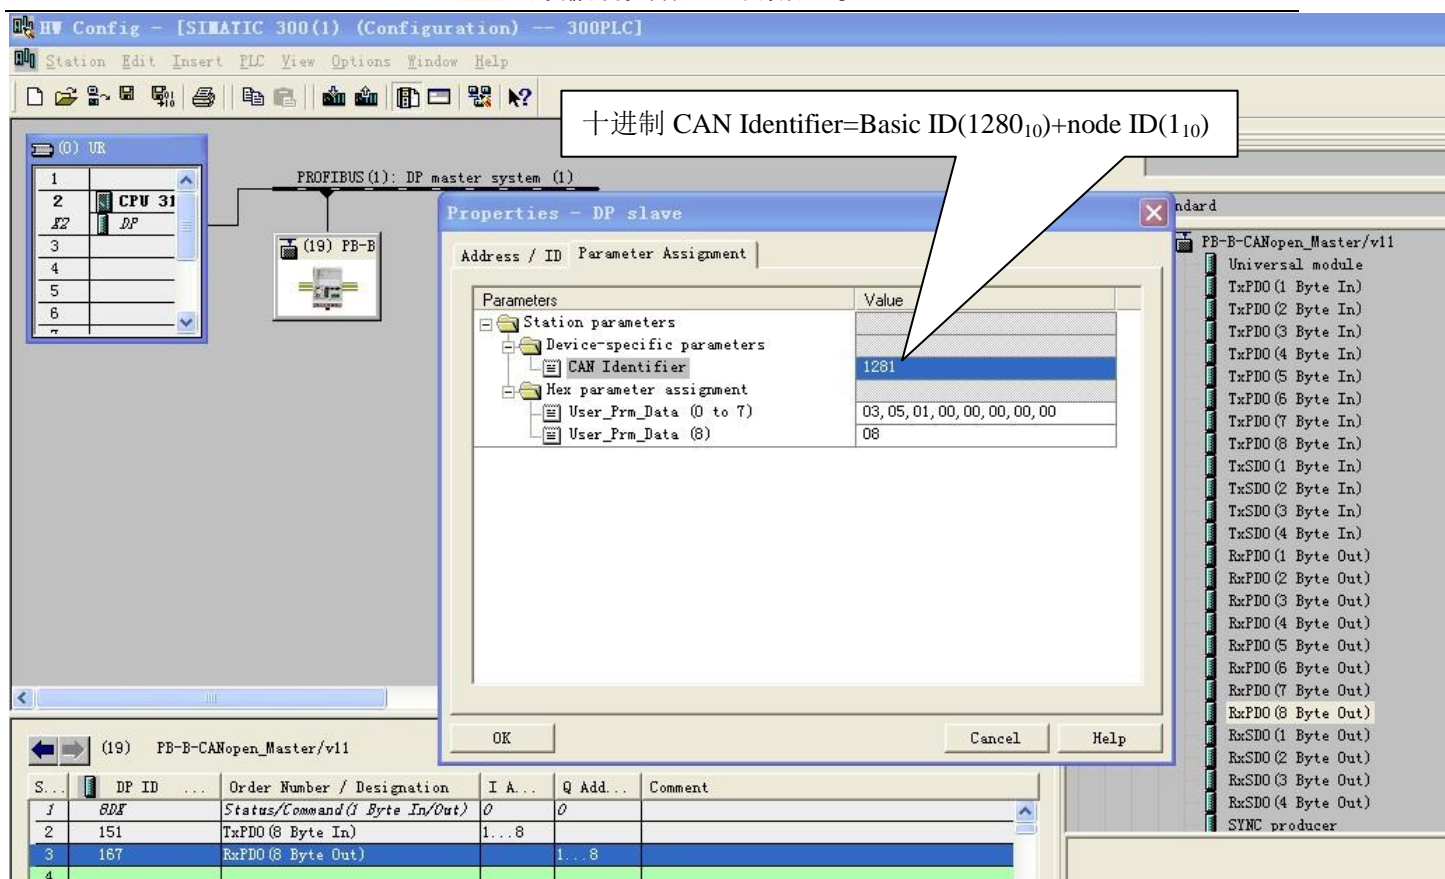 HW Config - [SIMATIC 300(1) (Configuration) -- 300PLC]
Station Edit Insert PLC View Options Window Help
十进制 CAN Identifier=Basic ID(1280₁₀)+node ID(1₁₀)
(0) UR
1
2 CPU 31
X2 DP
3
4
5
6
7
PROFIBUS(1): DP master system (1)
(19) PB-B
Properties - DP slave
Address / ID Parameter Assignment
Parameters Value
Station parameters
Device-specific parameters
CAN Identifier 1281
Hex parameter assignment
User_Prm_Data (0 to 7) 03,05,01,00,00,00,00,00
User_Prm_Data (8) 08
OK Cancel Help
ndard
PB-B-CANopen_Master/v11
Universal module
TxPDO(1 Byte In)
TxPDO(2 Byte In)
TxPDO(3 Byte In)
TxPDO(4 Byte In)
TxPDO(5 Byte In)
TxPDO(6 Byte In)
TxPDO(7 Byte In)
TxPDO(8 Byte In)
TxSDO(1 Byte In)
TxSDO(2 Byte In)
TxSDO(3 Byte In)
TxSDO(4 Byte In)
RxPDO(1 Byte Out)
RxPDO(2 Byte Out)
RxPDO(3 Byte Out)
RxPDO(4 Byte Out)
RxPDO(5 Byte Out)
RxPDO(6 Byte Out)
RxPDO(7 Byte Out)
RxPDO(8 Byte Out)
RxSDO(1 Byte Out)
RxSDO(2 Byte Out)
RxSDO(3 Byte Out)
RxSDO(4 Byte Out)
SYNC producer
(19) PB-B-CANopen_Master/v11
S... DP ID ... Order Number / Designation I A... Q Add... Comment
1 8DX Status/Command(1 Byte In/Out) 0 0
2 151 TxPDO(8 Byte In) 1...8
3 167 RxPDO(8 Byte Out) 1...8
4